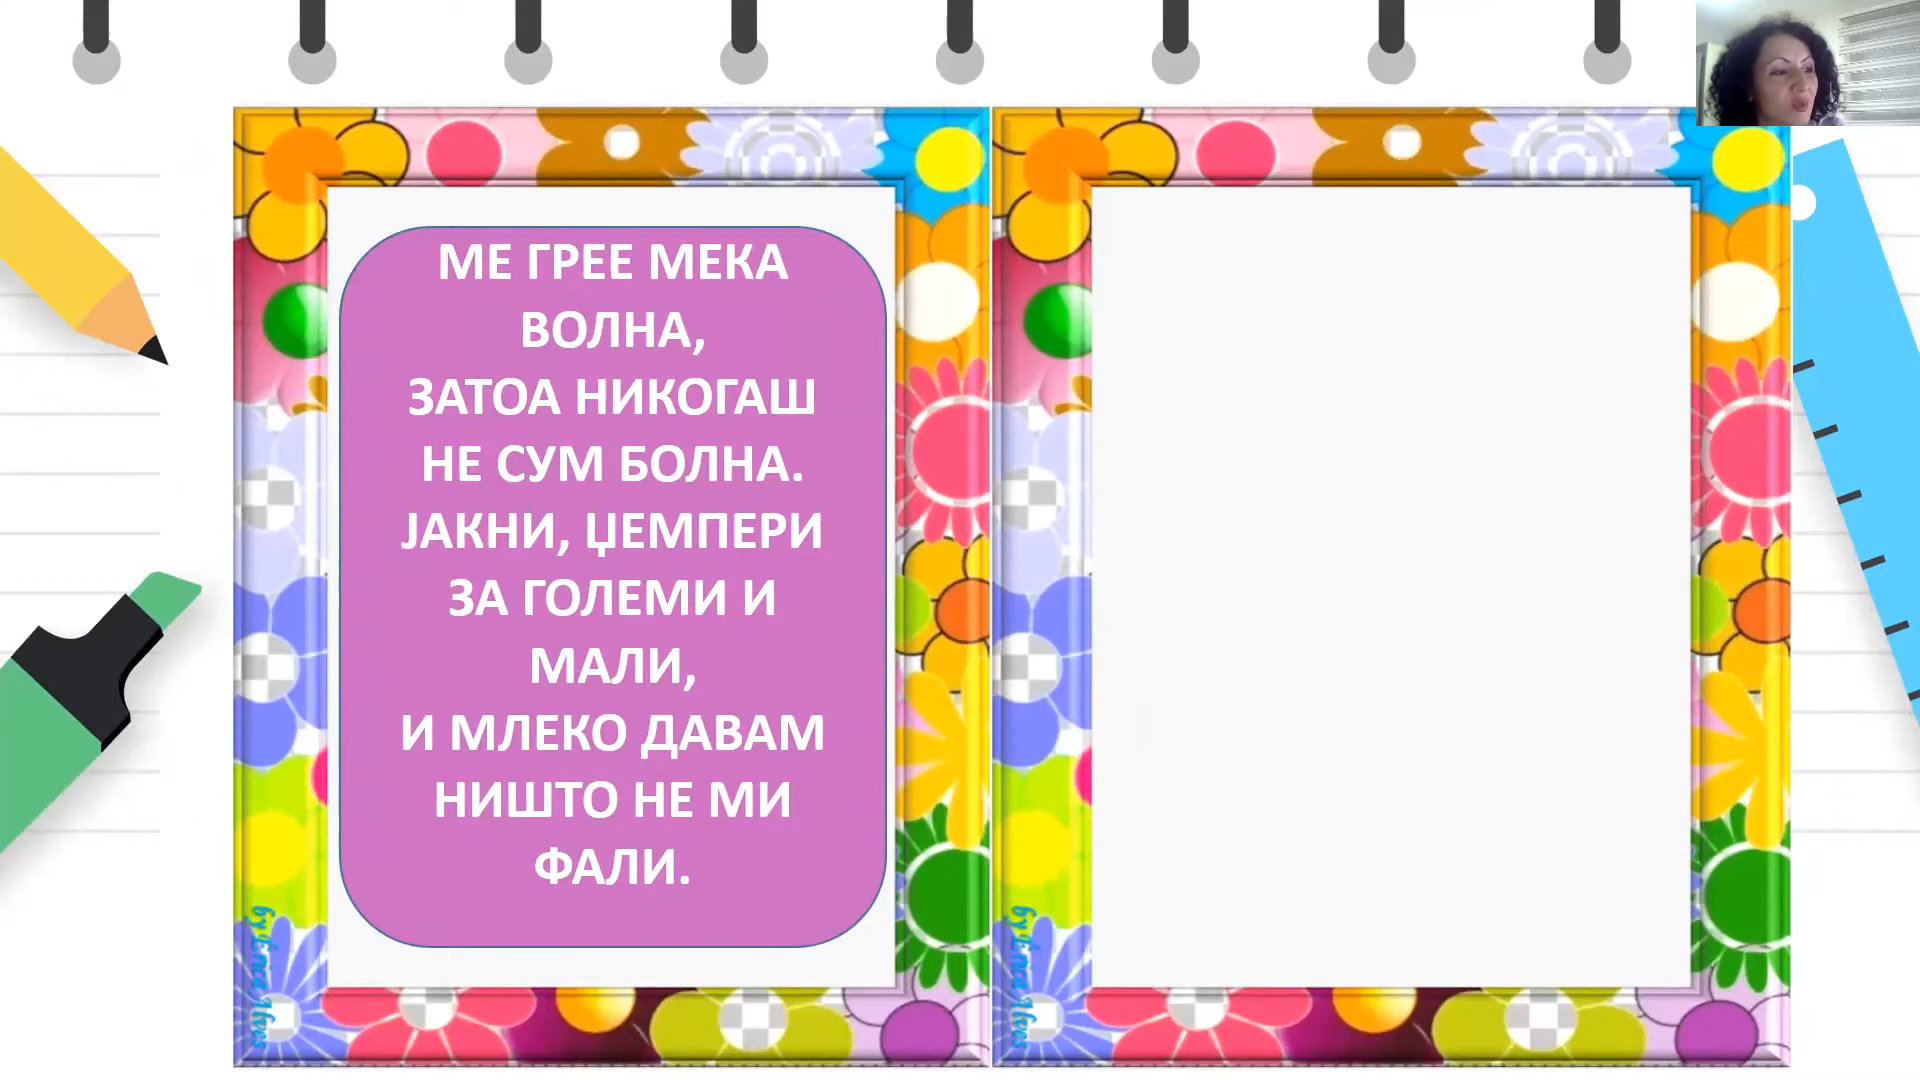 МЕ ГРЕЕ МЕКА
ВОЛНА,
ЗАТОА НИКОГАШ
НЕ СУМ БОЛНА.
ЈАКНИ, ЏЕМПЕРИ
ЗА ГОЛЕМИ И
МАЛИ,
И МЛЕКО ДАВАМ
НИШТО НЕ МИ
ФАЛИ.